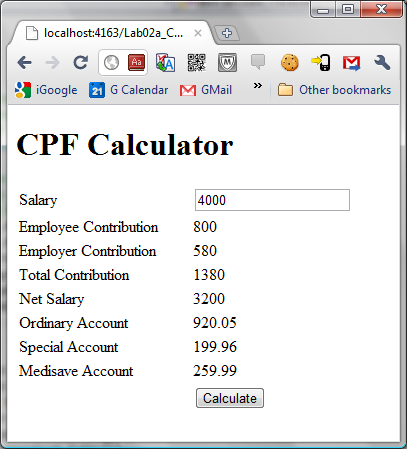 localhost:4163/Lab02a_C...
iGoogle G Calendar GMail » Other bookmarks
CPF Calculator
Salary 4000
Employee Contribution 800
Employer Contribution 580
Total Contribution 1380
Net Salary 3200
Ordinary Account 920.05
Special Account 199.96
Medisave Account 259.99
Calculate